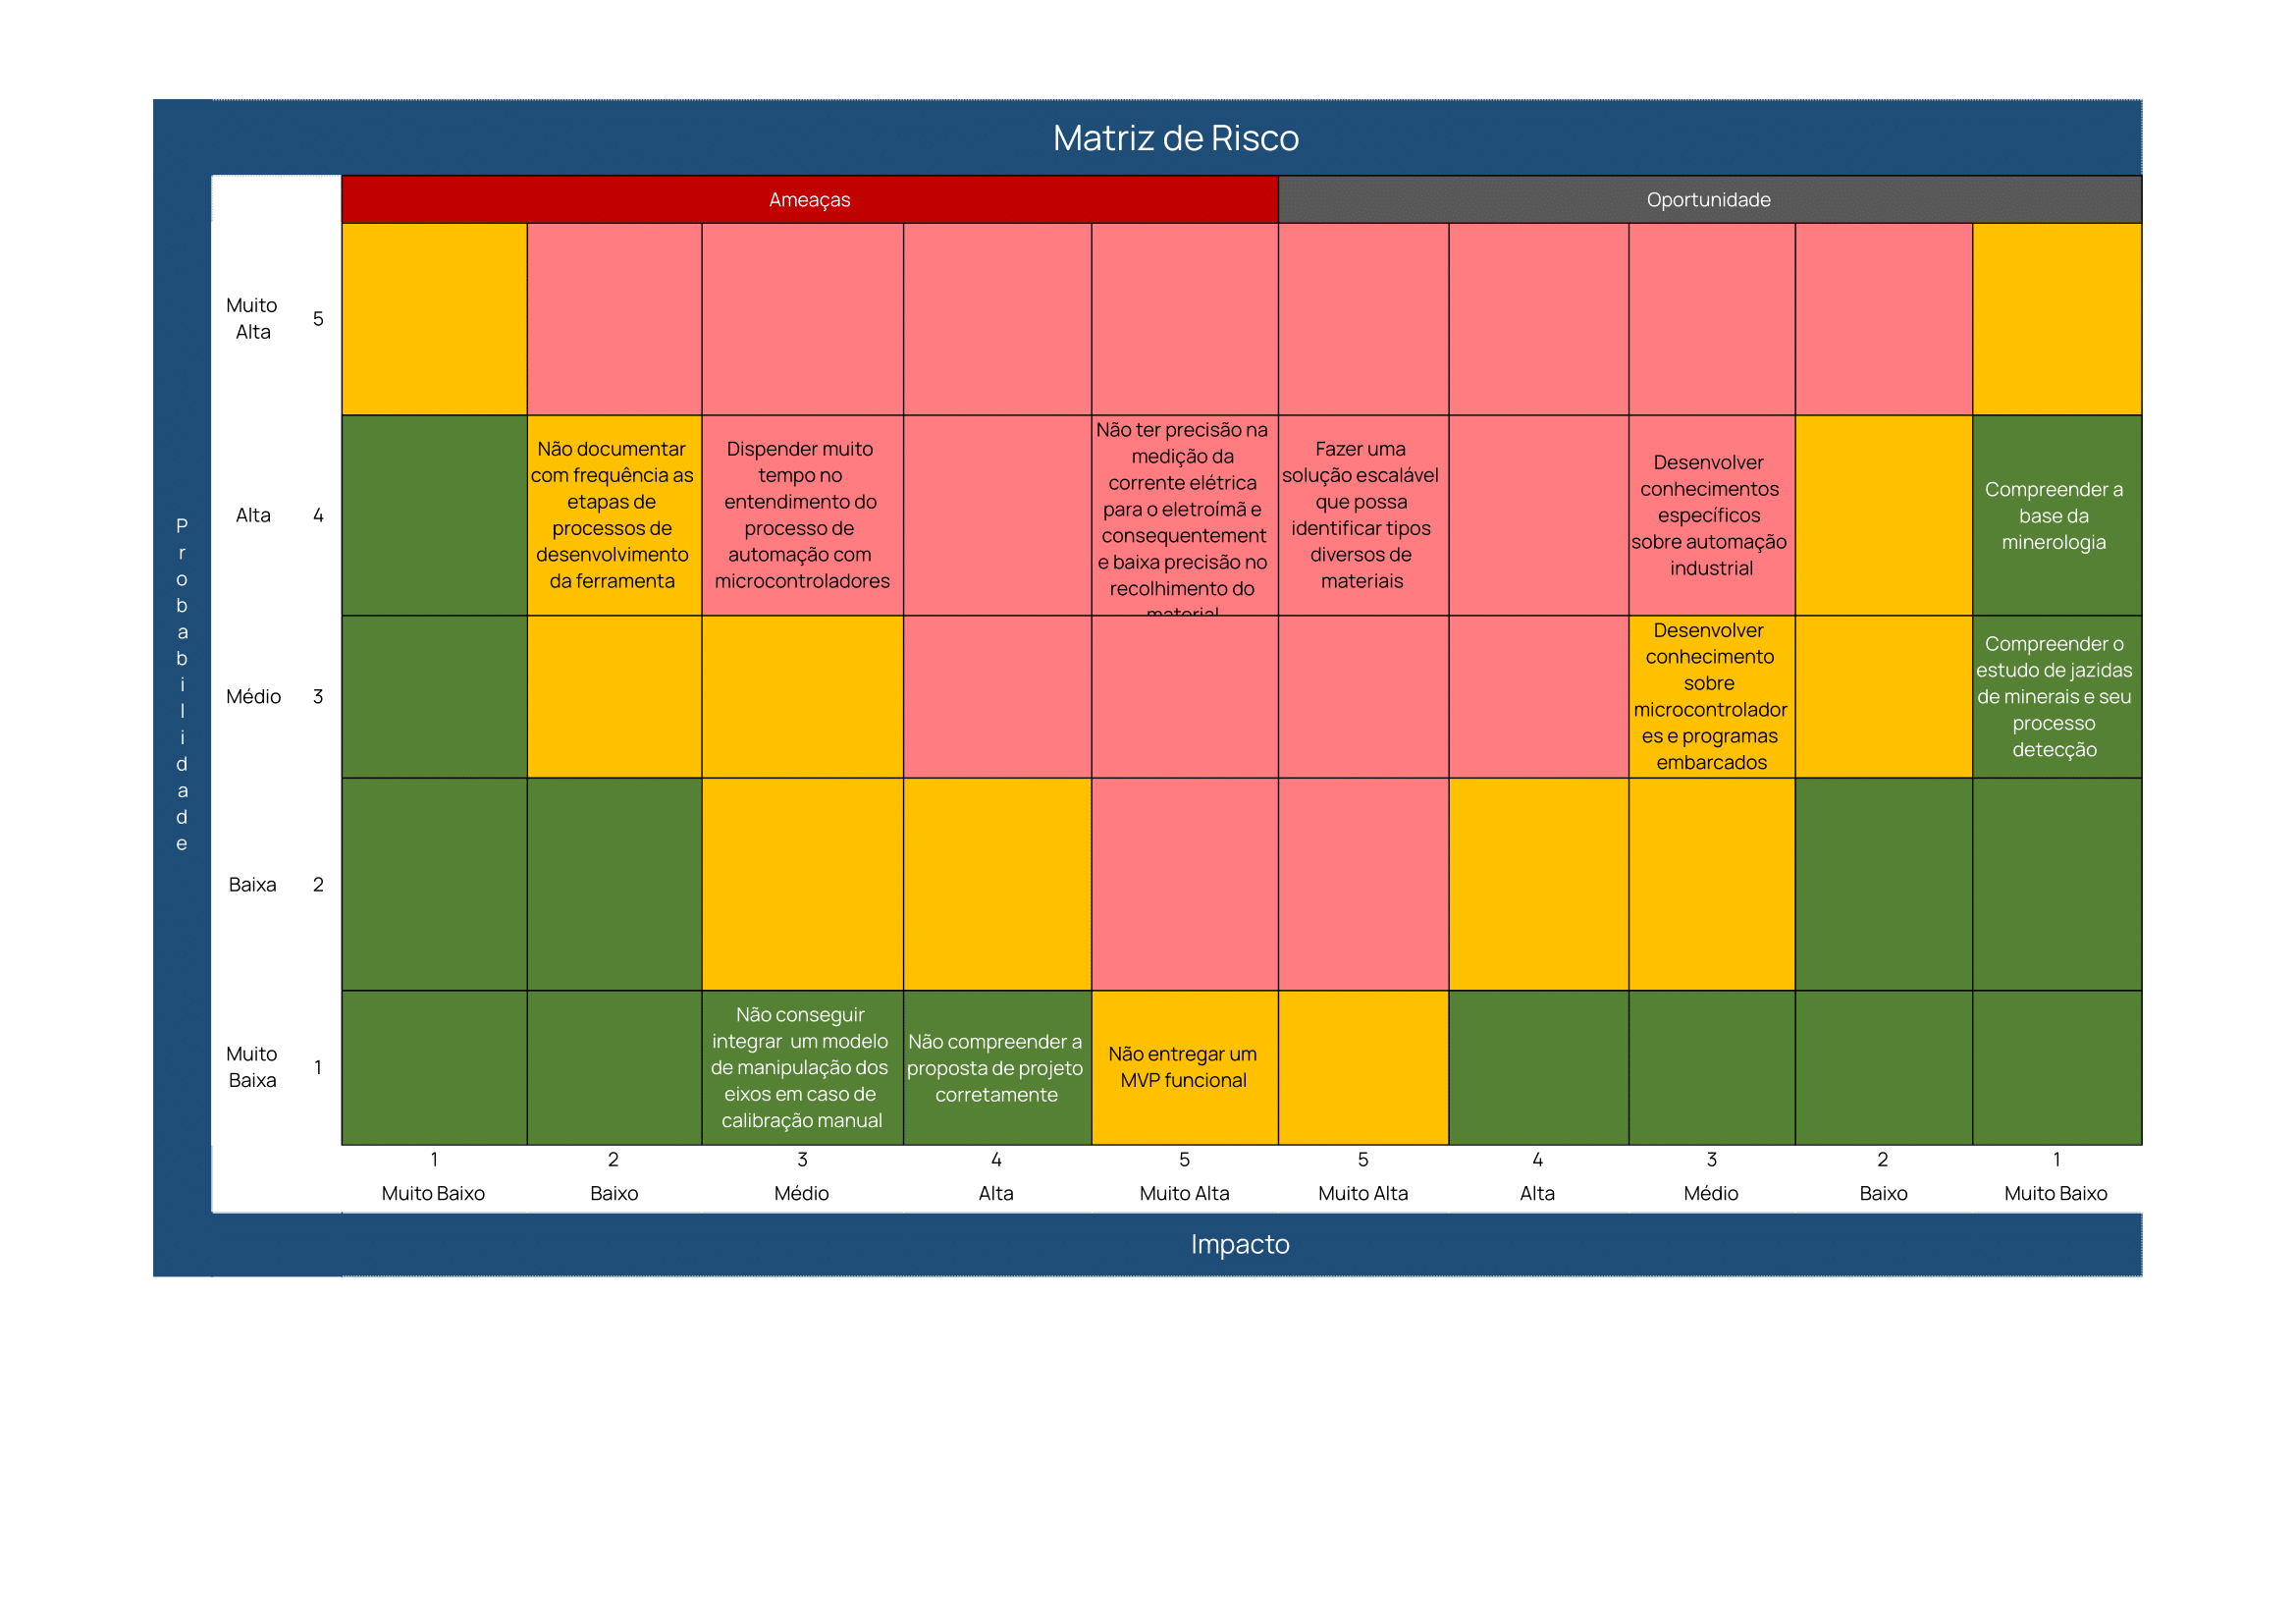 Matriz de Risco
Ameaças
Oportunidade
Probabilidade
Muito
Alta
5
Alta
4
Não documentar
com frequência as
etapas de
processos de
desenvolvimento
da ferramenta
Dispender muito
tempo no
entendimento do
processo de
automação com
microcontroladores
Não ter precisão na
medição da
corrente elétrica
para o eletroímã e
consequentement
e baixa precisão no
recolhimento do
material
Fazer uma
solução escalável
que possa
identificar tipos
diversos de
materiais
Desenvolver
conhecimentos
específicos
sobre automação
industrial
Compreender a
base da
minerologia
Médio
3
Desenvolver
conhecimento
sobre
microcontrolador
es e programas
embarcados
Compreender o
estudo de jazidas
de minerais e seu
processo
detecção
Baixa
2
Muito
Baixa
1
Não conseguir
integrar  um modelo
de manipulação dos
eixos em caso de
calibração manual
Não compreender a
proposta de projeto
corretamente
Não entregar um
MVP funcional
1 2 3 4 5 5 4 3 2 1
Muito Baixo Baixo Médio Alta Muito Alta Muito Alta Alta Médio Baixo Muito Baixo
Impacto